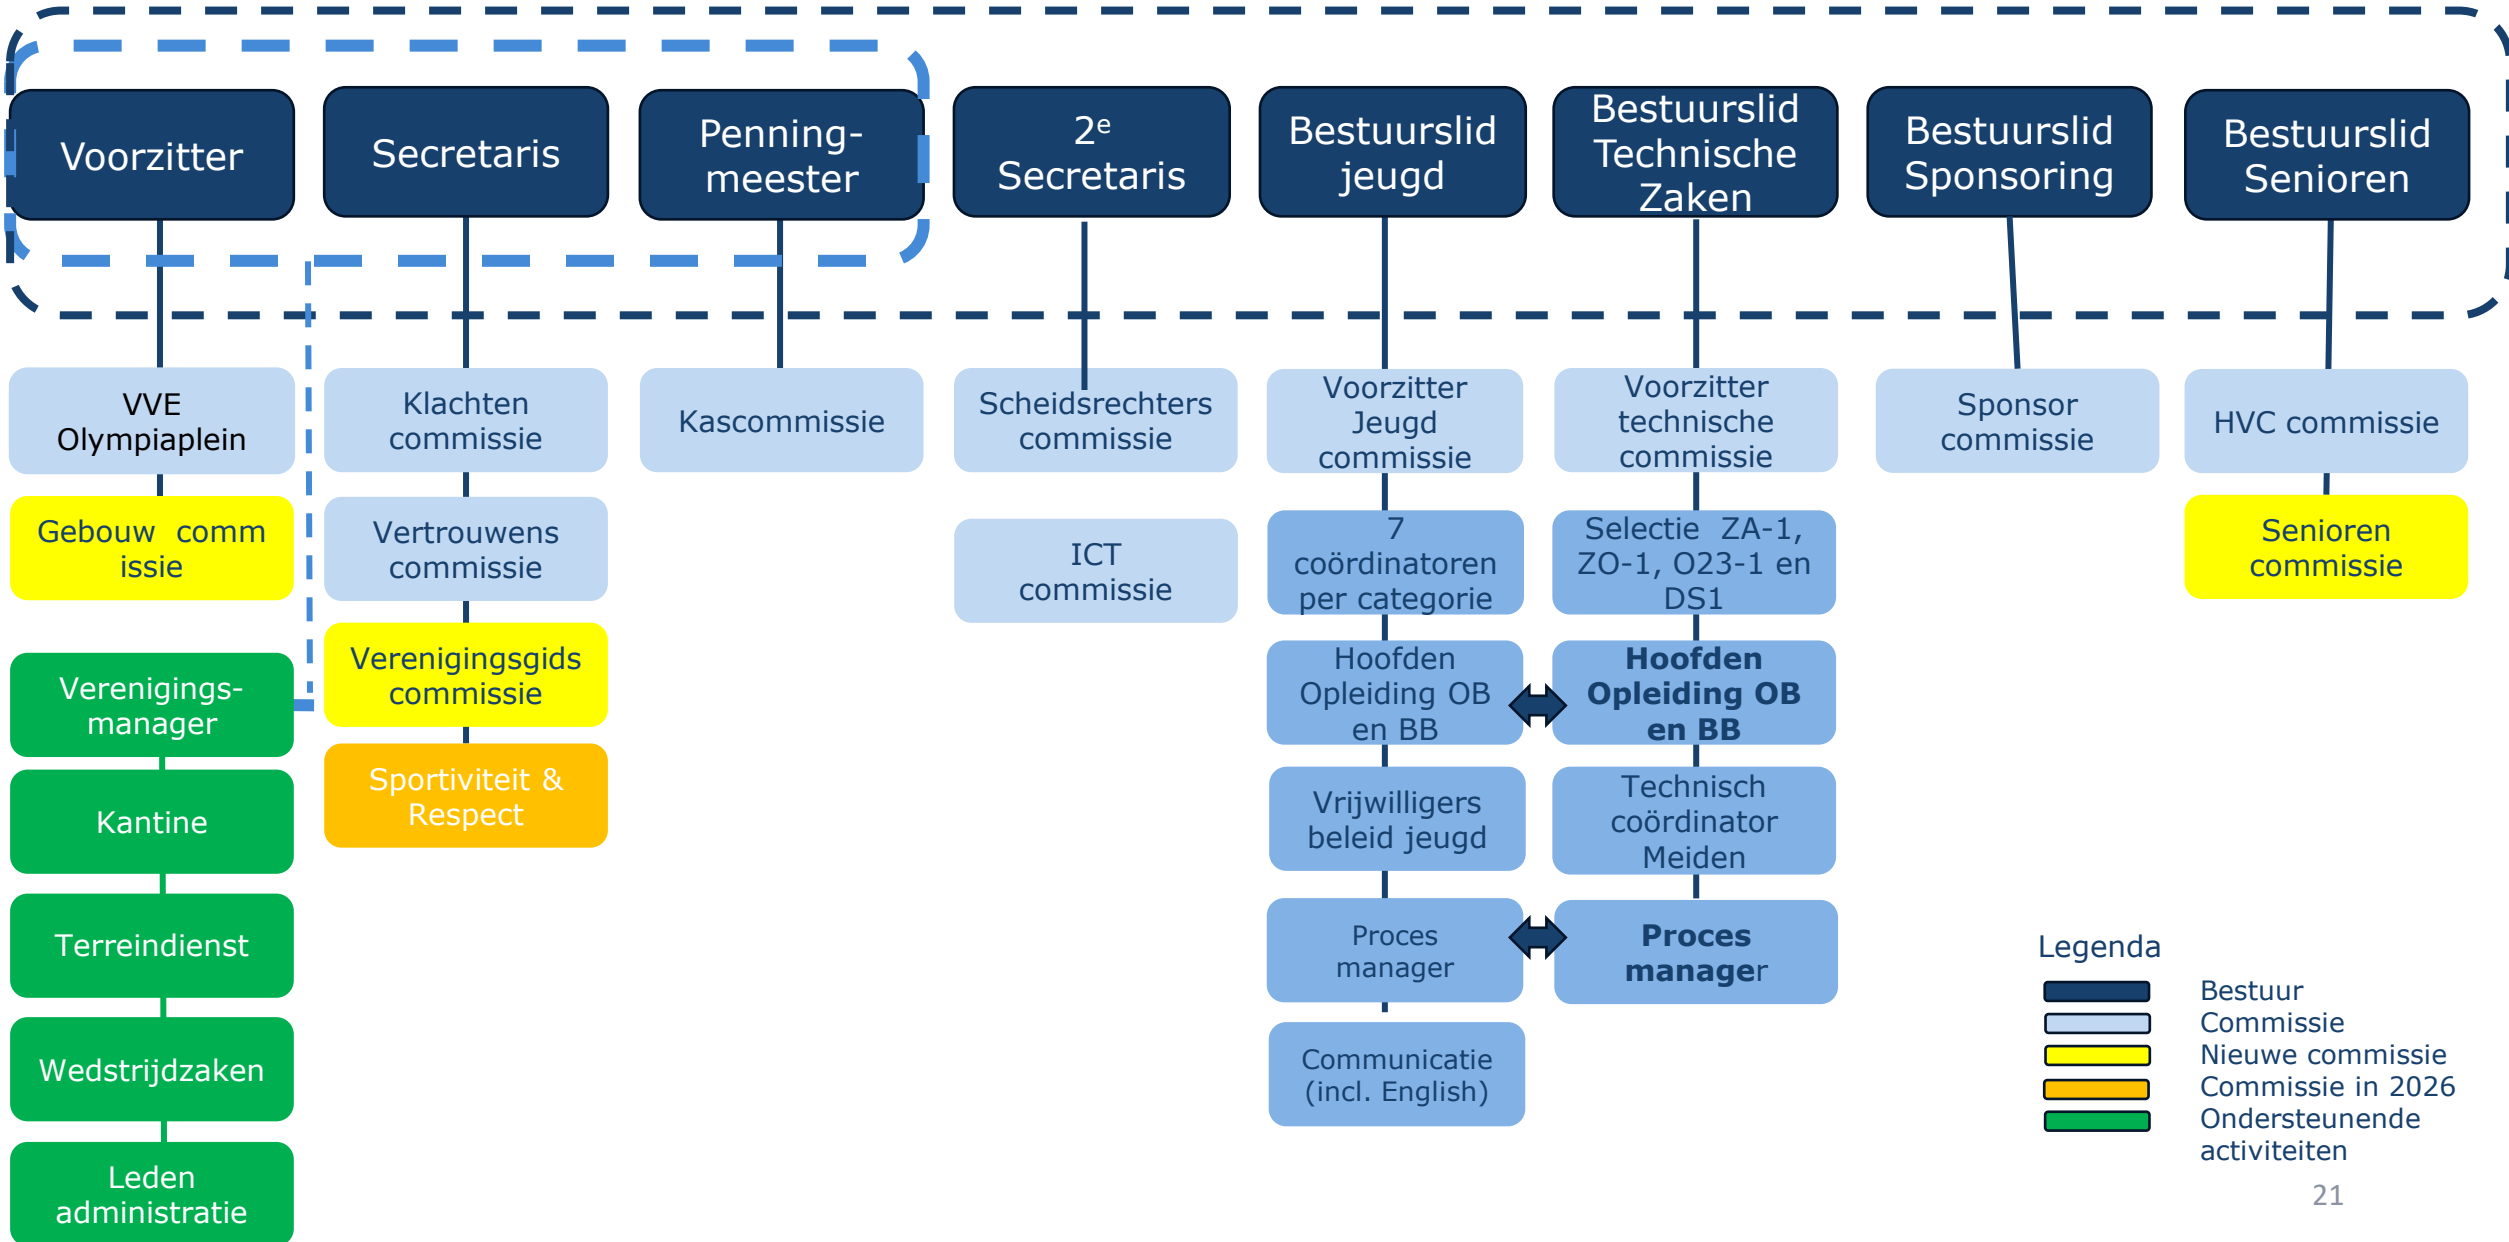 Voorzitter
Secretaris
Penning-
meester
2e
Secretaris
Bestuurslid
jeugd
Bestuurslid
Technische
Zaken
Bestuurslid
Sponsoring
Bestuurslid
Senioren
VVE
Olympiaplein
Gebouw comm
issie
Verenigings-
manager
Kantine
Terreindienst
Wedstrijdzaken
Leden
administratie
Klachten
commissie
Vertrouwens
commissie
Verenigingsgids
commissie
Sportiviteit &
Respect
Kascommissie
Scheidsrechters
commissie
ICT
commissie
Voorzitter
Jeugd
commissie
7
coördinatoren
per categorie
Hoofden
Opleiding OB
en BB
Vrijwilligers
beleid jeugd
Proces
manager
Communicatie
(incl. English)
Voorzitter
technische
commissie
Selectie ZA-1,
ZO-1, O23-1 en
DS1
Hoofden
Opleiding OB
en BB
Technisch
coördinator
Meiden
Proces
manager
Sponsor
commissie
HVC commissie
Senioren
commissie
Legenda
Bestuur
Commissie
Nieuwe commissie
Commissie in 2026
Ondersteunende
activiteiten
21